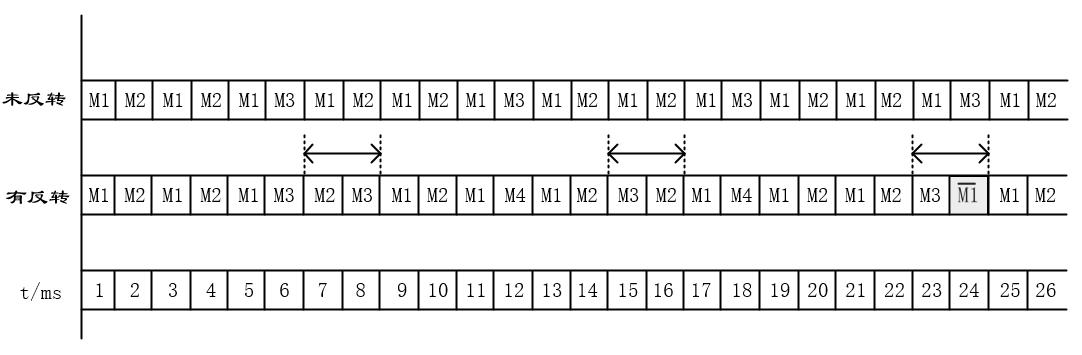 未反转 M1 M2 M1 M2 M1 M3 M1 M2 M1 M2 M1 M3 M1 M2 M1 M2 M1 M3 M1 M2 M1 M2 M1 M3 M1 M2
有反转 M1 M2 M1 M2 M1 M3 M2 M3 M1 M2 M1 M4 M1 M2 M3 M2 M1 M4 M1 M2 M1 M2 M3 M̅1̅ M1 M2
t/ms 1 2 3 4 5 6 7 8 9 10 11 12 13 14 15 16 17 18 19 20 21 22 23 24 25 26